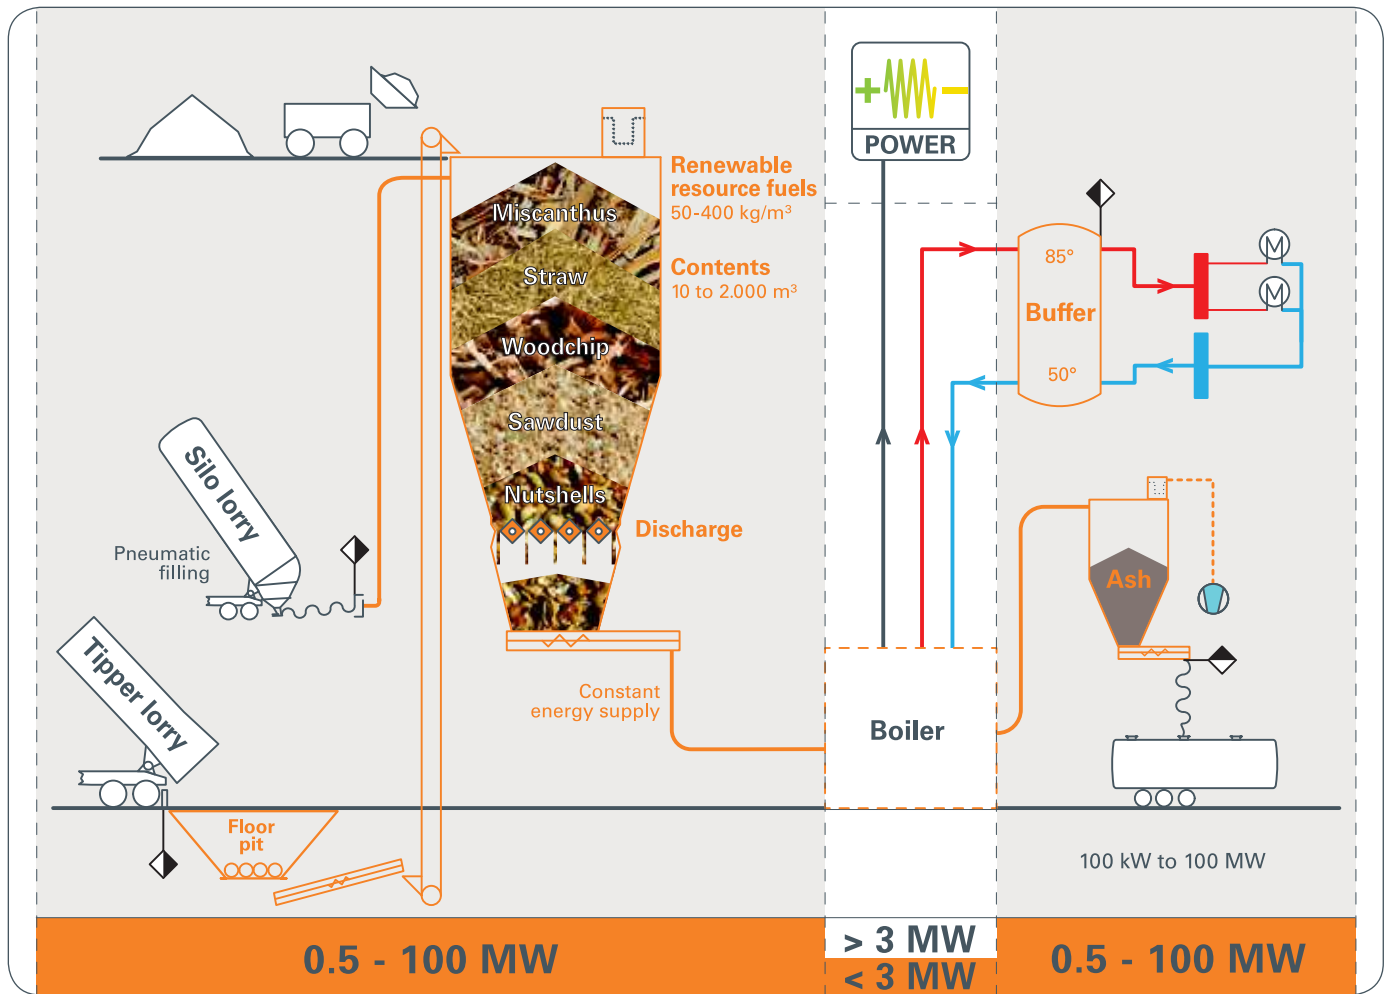 POWER
Renewable
resource fuels
50-400 kg/m³
Contents
10 to 2.000 m³
Miscanthus
Straw
Woodchip
Sawdust
Nutshells
Discharge
85°
Buffer
50°
M
M
Silo lorry
Pneumatic
filling
Tipper lorry
Floor
pit
Constant
energy supply
Boiler
Ash
100 kW to 100 MW
0.5 - 100 MW
> 3 MW
< 3 MW
0.5 - 100 MW